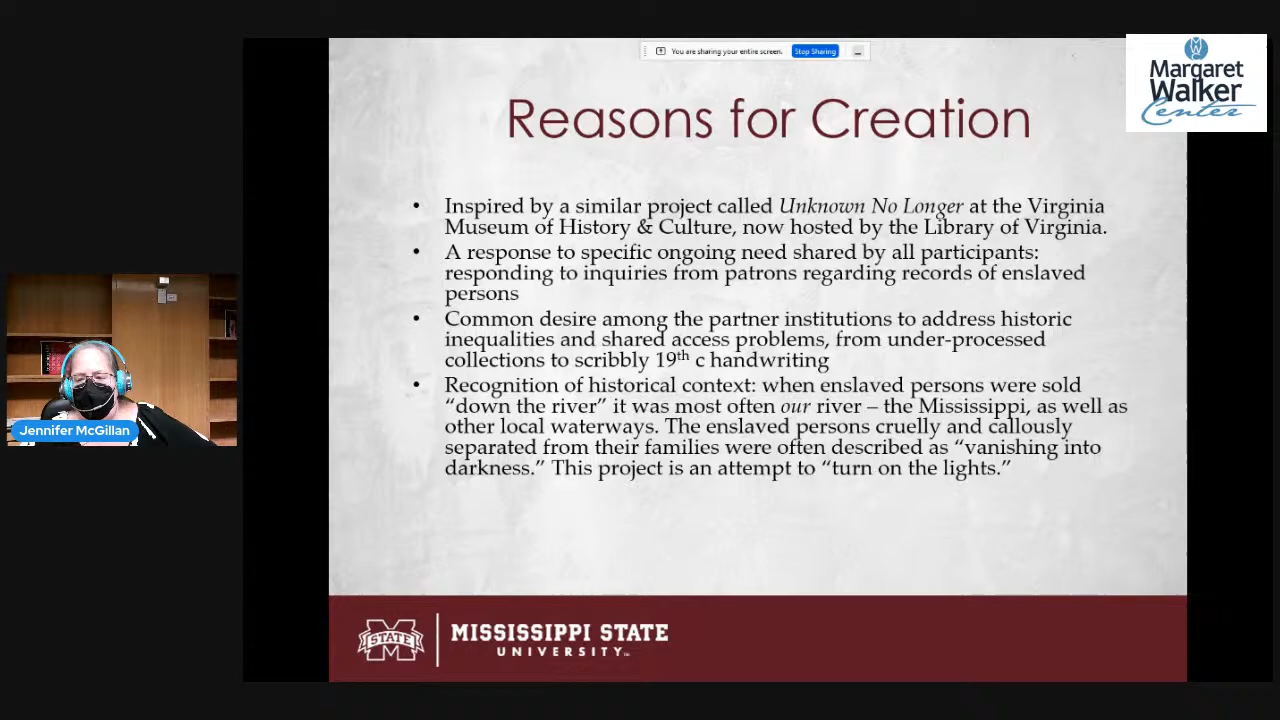 You are sharing your entire screen. Stop Sharing
Margaret
Walker
Center
Reasons for Creation
• Inspired by a similar project called Unknown No Longer at the Virginia
Museum of History & Culture, now hosted by the Library of Virginia.
• A response to specific ongoing need shared by all participants:
responding to inquiries from patrons regarding records of enslaved
persons
• Common desire among the partner institutions to address historic
inequalities and shared access problems, from under-processed
collections to scribbly 19th c handwriting
• Recognition of historical context: when enslaved persons were sold
“down the river” it was most often our river – the Mississippi, as well as
other local waterways. The enslaved persons cruelly and callously
separated from their families were often described as “vanishing into
darkness.” This project is an attempt to “turn on the lights.”
Jennifer McGillan
STATE
MISSISSIPPI STATE
UNIVERSITY™